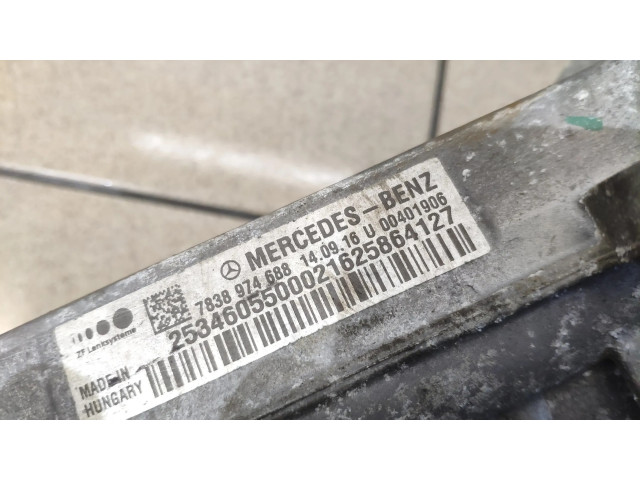 MERCEDES-BENZ
7838 974 688 14.09.16 U 00401906
2534605500021625864127
ZF Lenksysteme
MADE IN
HUNGARY